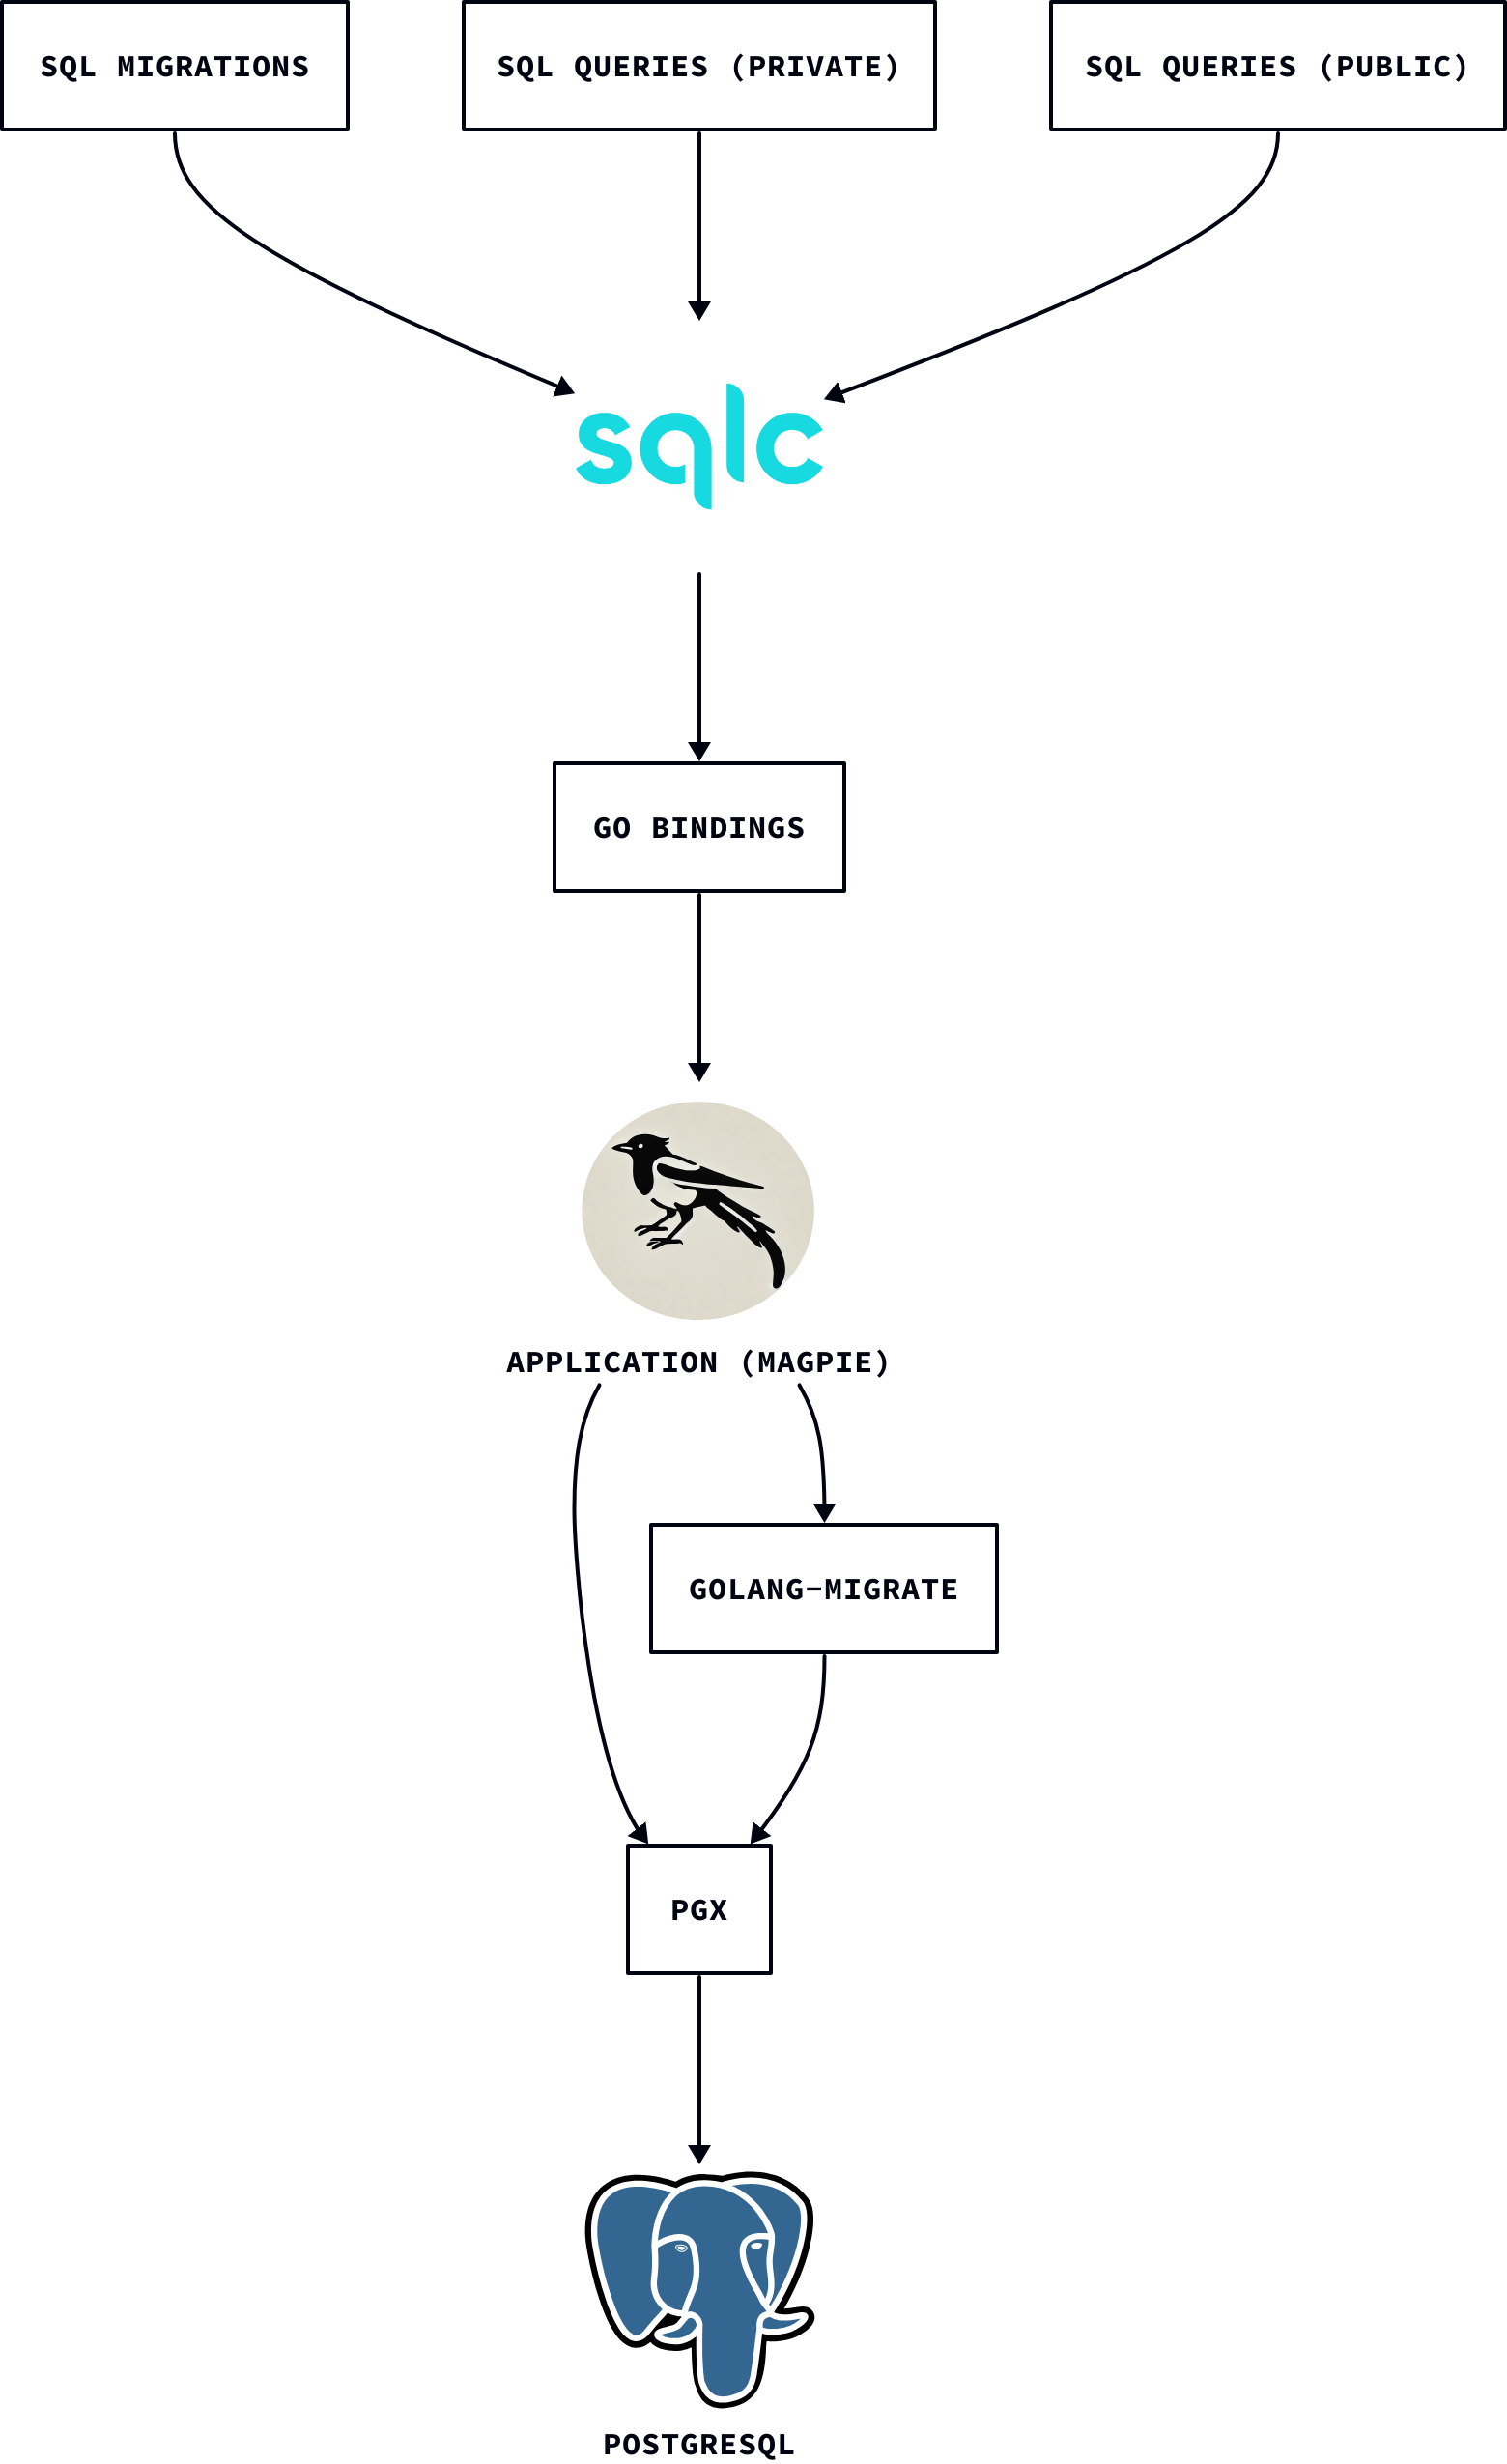 SQL MIGRATIONS
SQL QUERIES (PRIVATE)
SQL QUERIES (PUBLIC)
sqlc
GO BINDINGS
APPLICATION (MAGPIE)
GOLANG-MIGRATE
PGX
POSTGRESQL